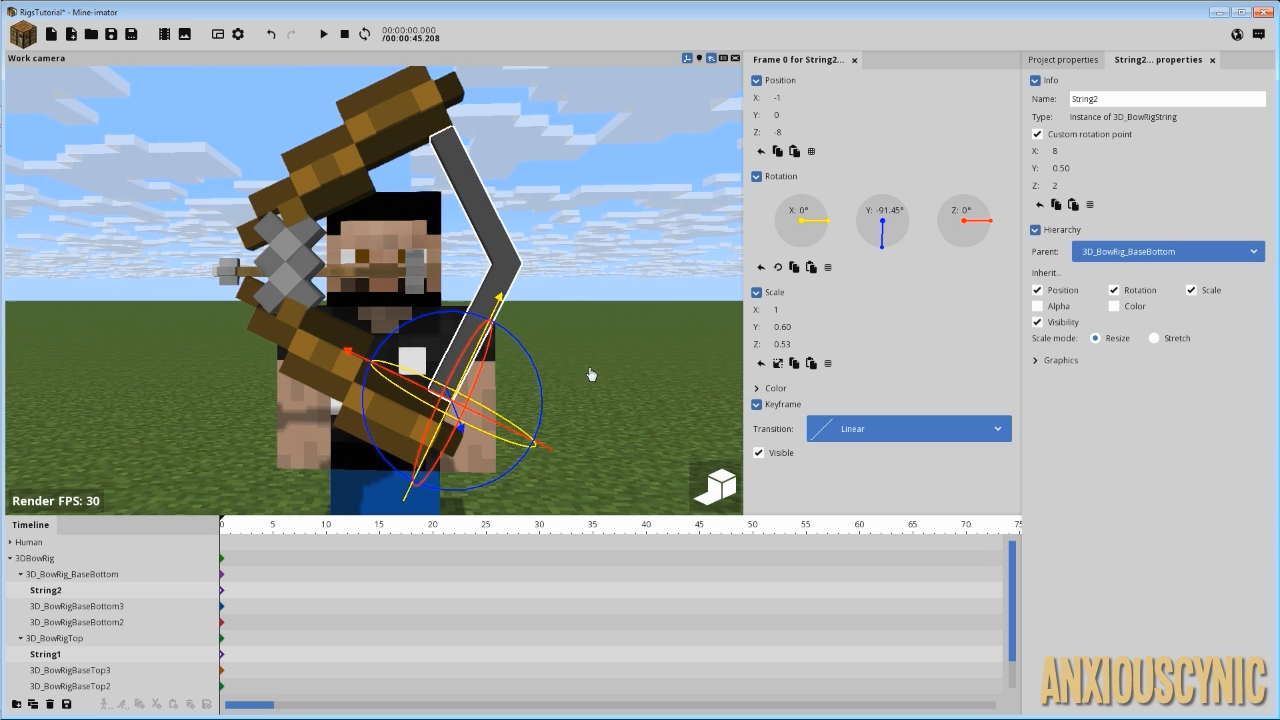 RigsTutorial* - Mine-imator
00:00:00.000
/00:00:45.208
Work camera
Render FPS: 30
Frame 0 for String2...
Position
X: -1
Y: 0
Z: -8
Rotation
X: 0° Y: -91.45° Z: 0°
Scale
X: 1
Y: 0.60
Z: 0.53
Color
Keyframe
Transition: Linear
Visible
Project properties String2... properties
Info
Name: String2
Type: Instance of 3D_BowRigString
Custom rotation point
X: 8
Y: 0.50
Z: 2
Hierarchy
Parent: 3D_BowRig_BaseBottom
Inherit...
Position Rotation Scale
Alpha Color
Visibility
Scale mode: Resize Stretch
Graphics
Timeline
0 5 10 15 20 25 30 35 40 45 50 55 60 65 70 75
Human
3DBowRig
3D_BowRig_BaseBottom
String2
3D_BowRigBaseBottom3
3D_BowRigBaseBottom2
3D_BowRigTop
String1
3D_BowRigBaseTop3
3D_BowRigBaseTop2
ANXIOUSCYNIC